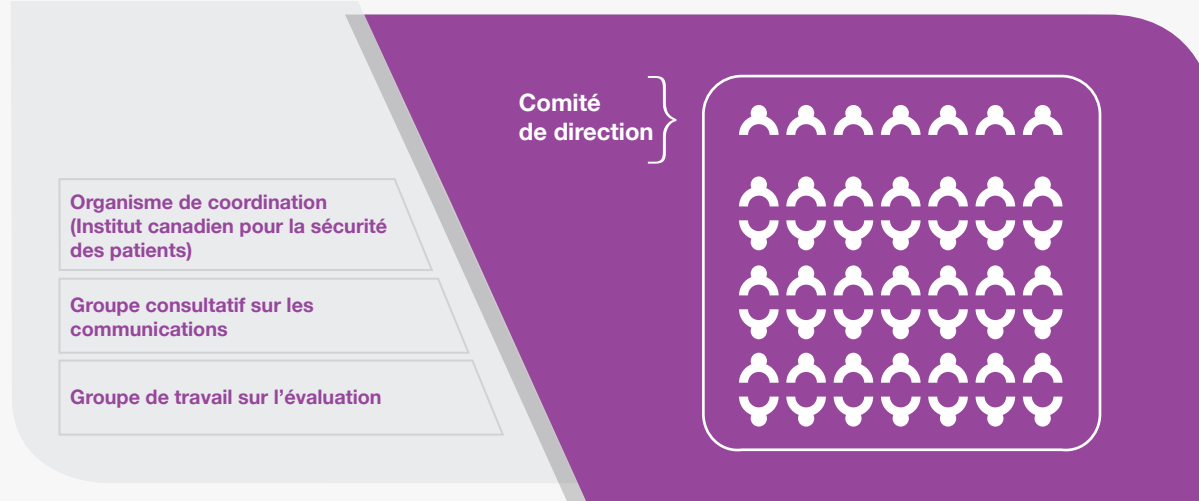 Comité
de direction
Organisme de coordination
(Institut canadien pour la sécurité
des patients)
Groupe consultatif sur les
communications
Groupe de travail sur l’évaluation